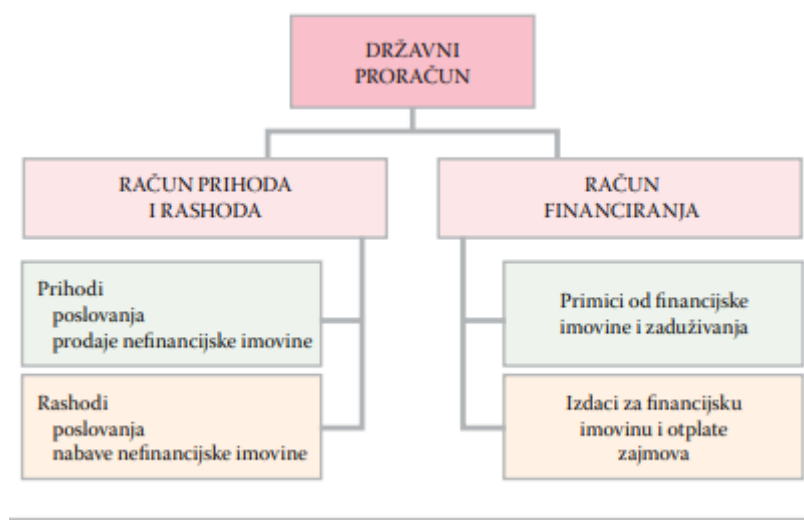 DRŽAVNI
PRORAČUN
RAČUN PRIHODA
I RASHODA
RAČUN
FINANCIRANJA
Prihodi
poslovanja
prodaje nefinancijske imovine
Primici od financijske
imovine i zaduživanja
Rashodi
poslovanja
nabave nefinancijske imovine
Izdaci za financijsku
imovinu i otplate
zajmova